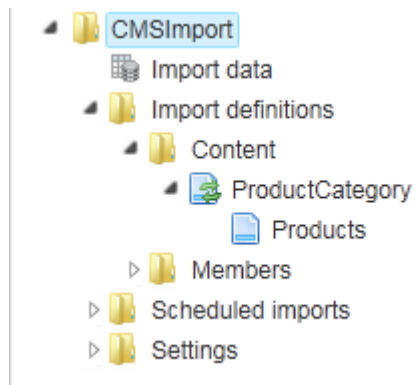 CMSImport
Import data
Import definitions
Content
ProductCategory
Products
Members
Scheduled imports
Settings